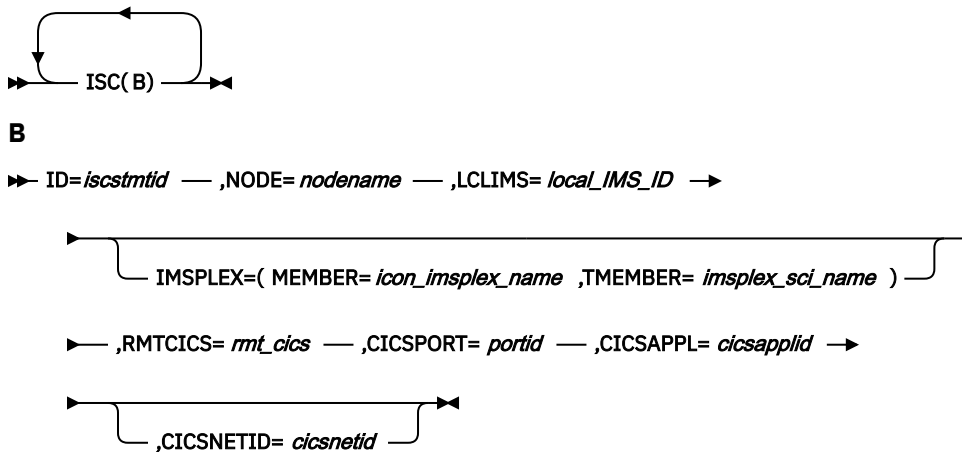 ISC( B)
B
ID= iscstmtid ,NODE= nodename ,LCLIMS= local_IMS_ID
IMSPLEX=( MEMBER= icon_imsplex_name ,TMEMBER= imsplex_sci_name )
,RMTCICS= rmt_cics ,CICSPORT= portid ,CICSAPPL= cicsapplid
,CICSNETID= cicsnetid